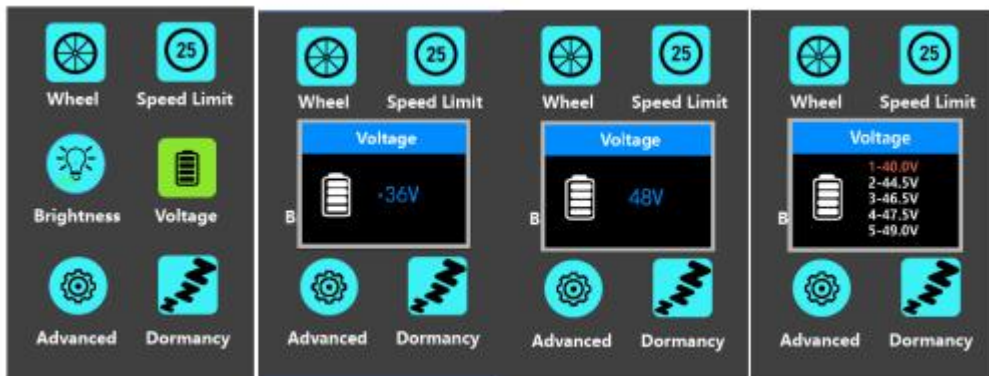 25
Wheel Speed Limit
Brightness Voltage
Advanced Dormancy
25
Wheel Speed Limit
Voltage
36V
B
Advanced Dormancy
25
Wheel Speed Limit
Voltage
48V
B
Advanced Dormancy
25
Wheel Speed Limit
Voltage
1-40.0V
2-44.5V
3-46.5V
4-47.5V
5-49.0V
B
Advanced Dormancy